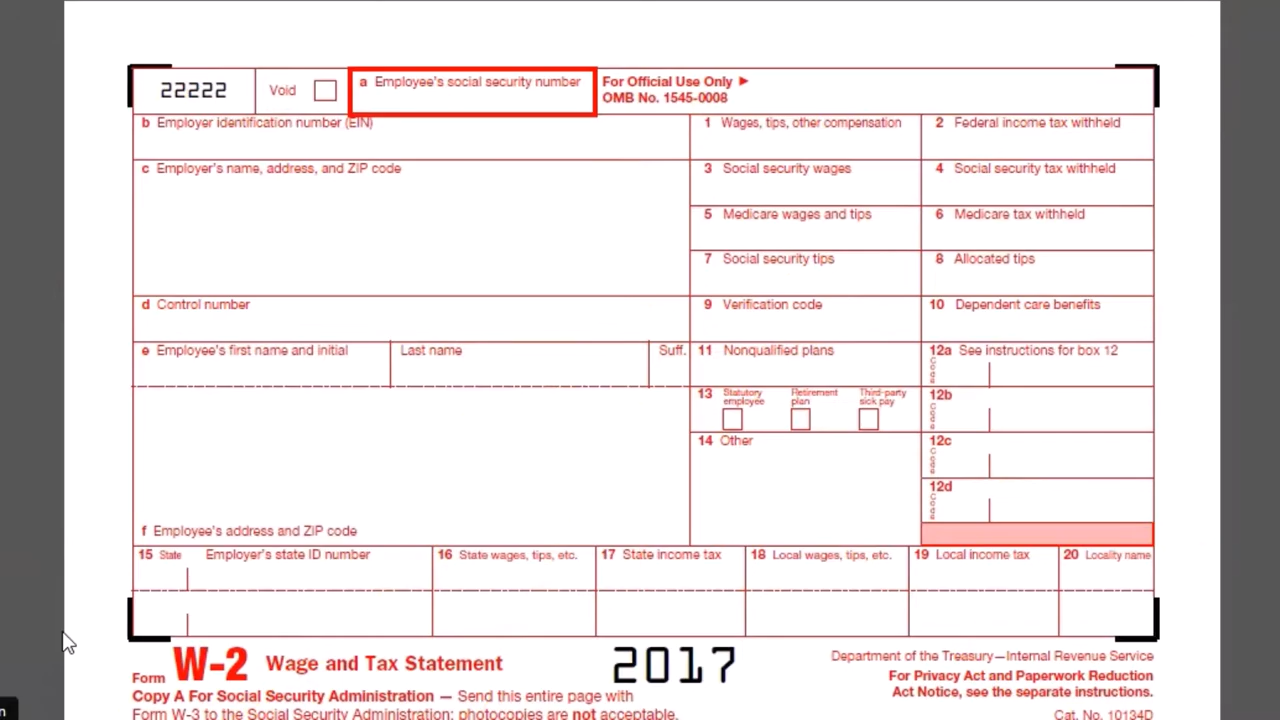 22222
Void
a Employee's social security number
For Official Use Only ►
OMB No. 1545-0008
b Employer identification number (EIN)
1 Wages, tips, other compensation
2 Federal income tax withheld
c Employer's name, address, and ZIP code
3 Social security wages
4 Social security tax withheld
5 Medicare wages and tips
6 Medicare tax withheld
7 Social security tips
8 Allocated tips
d Control number
9 Verification code
10 Dependent care benefits
e Employee's first name and initial
Last name
Suff.
11 Nonqualified plans
12a See instructions for box 12
Code
13 Statutory employee
Retirement plan
Third-party sick pay
12b
Code
14 Other
12c
Code
12d
Code
f Employee's address and ZIP code
15 State
Employer's state ID number
16 State wages, tips, etc.
17 State income tax
18 Local wages, tips, etc.
19 Local income tax
20 Locality name
Form W-2 Wage and Tax Statement
2017
Department of the Treasury—Internal Revenue Service
For Privacy Act and Paperwork Reduction
Act Notice, see the separate instructions.
Copy A For Social Security Administration — Send this entire page with
Form W-3 to the Social Security Administration; photocopies are not acceptable.
Cat. No. 10134D